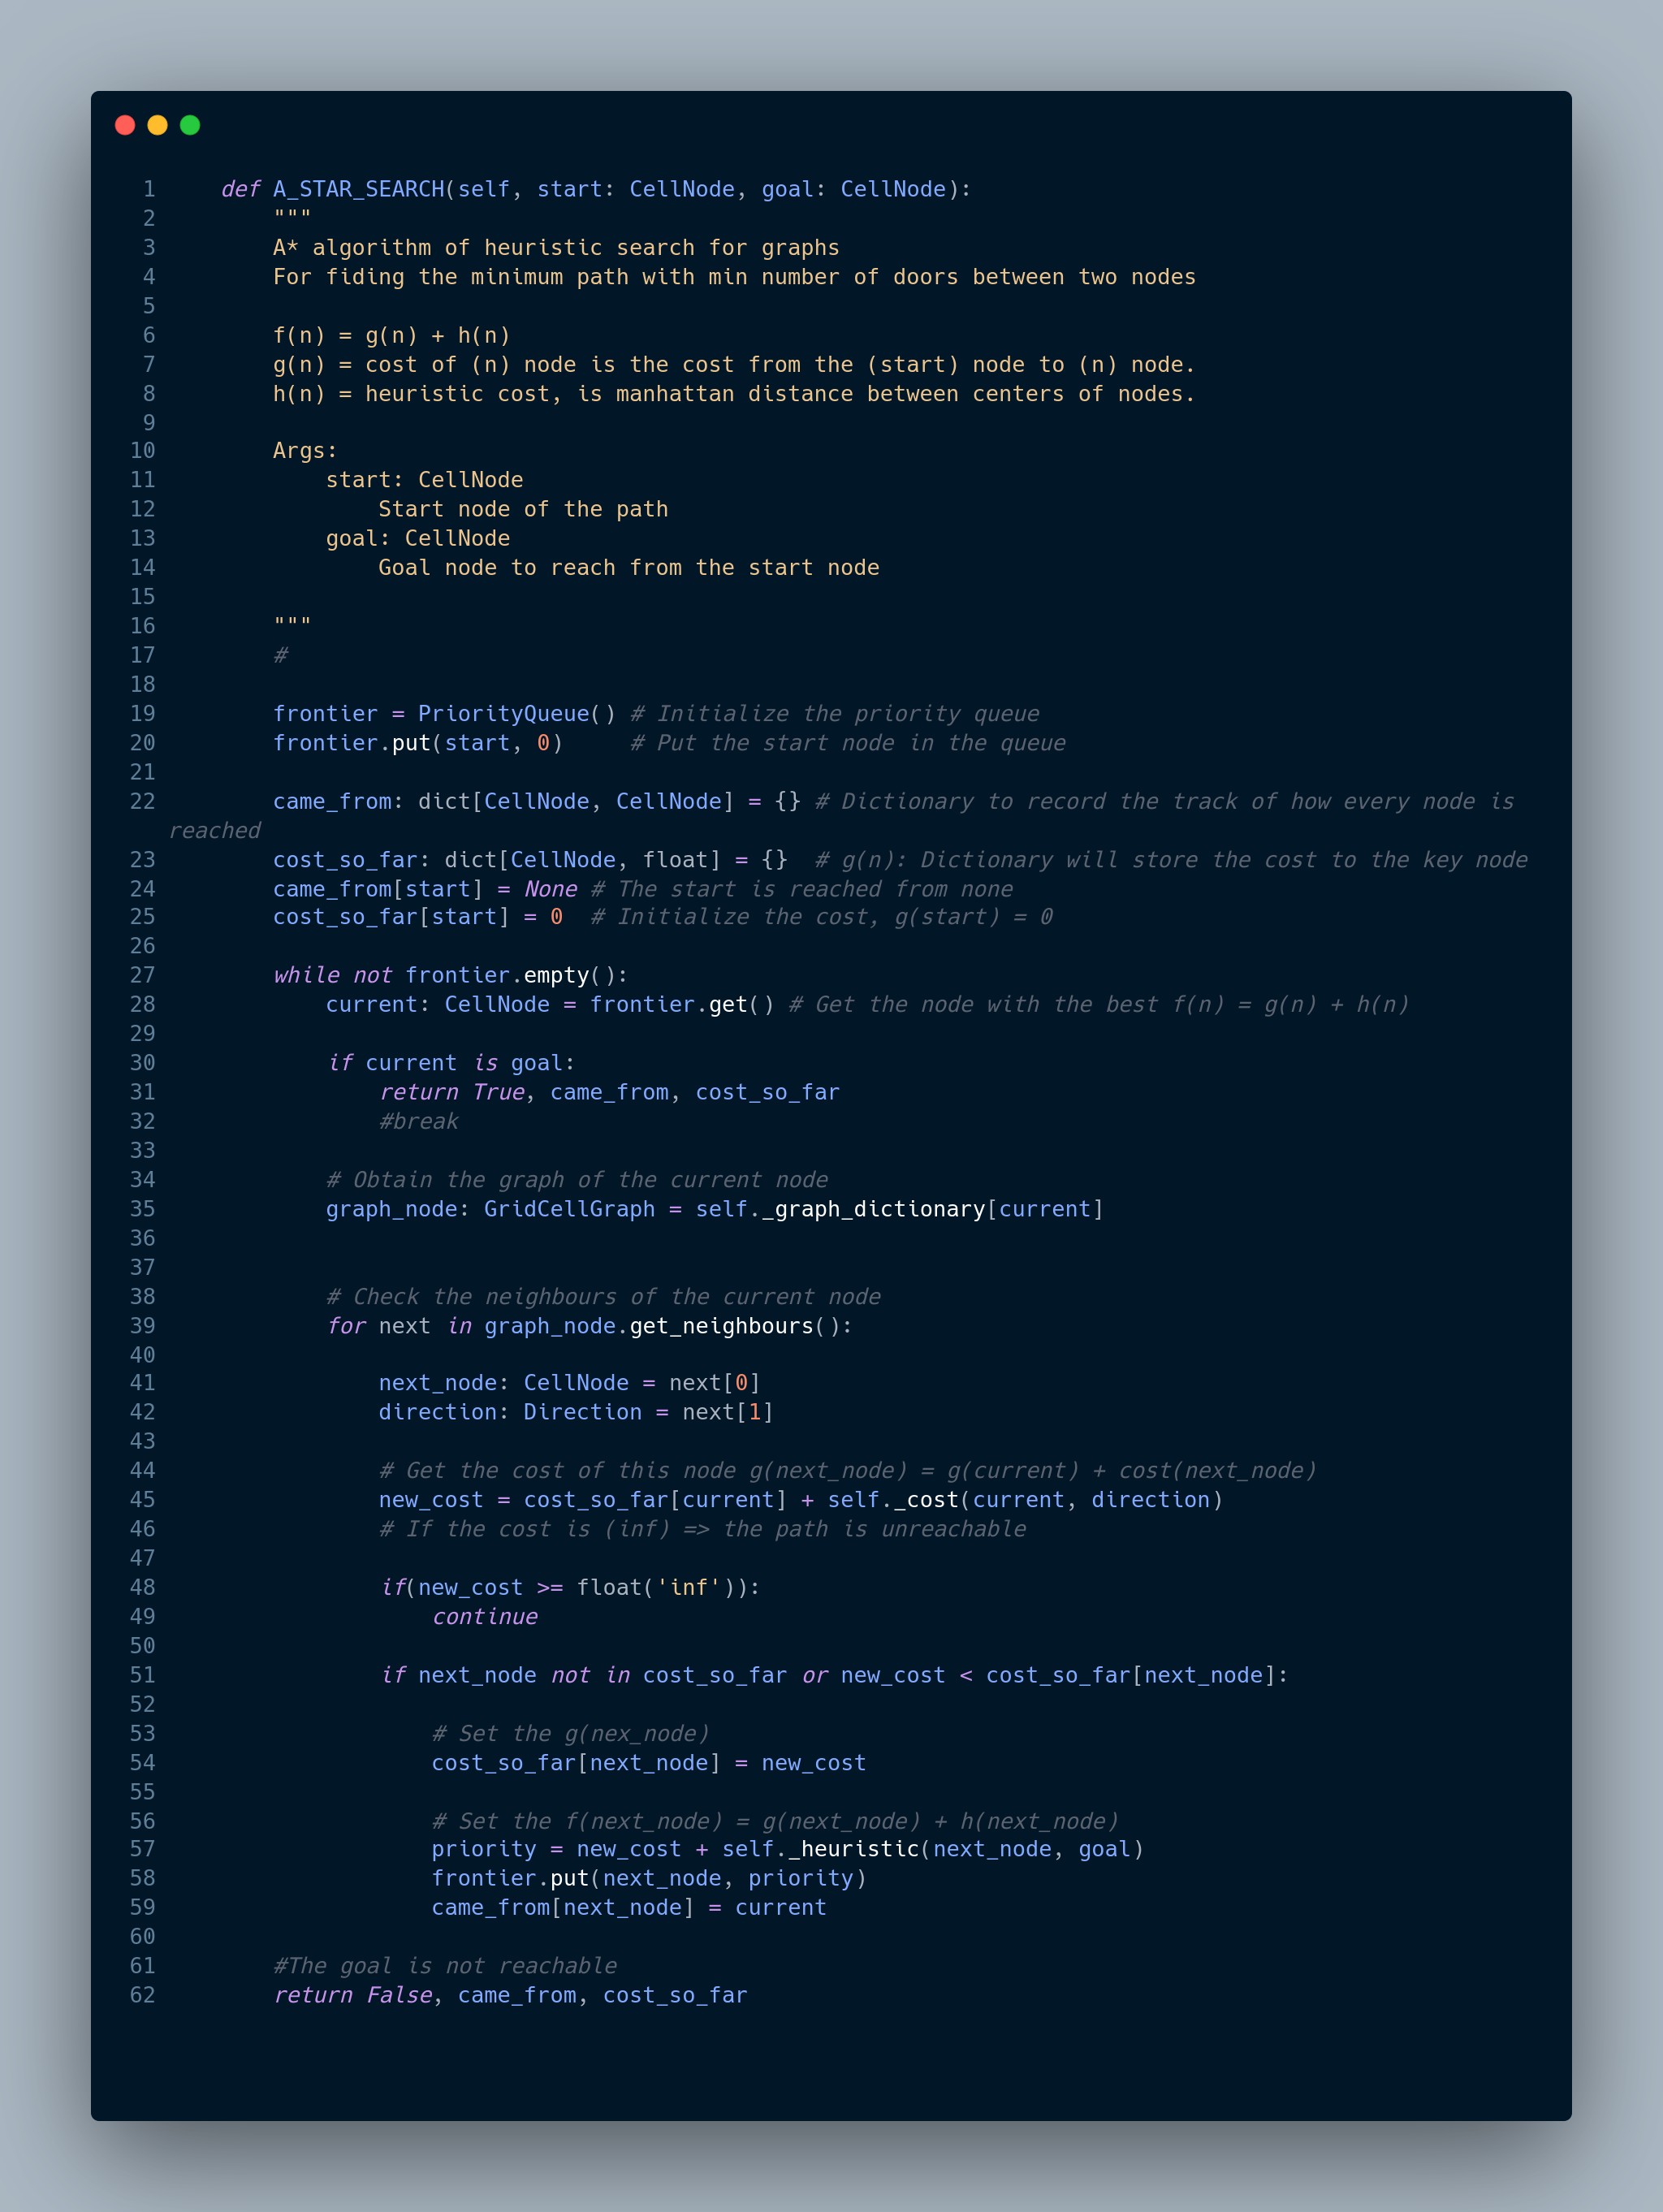 1 def A_STAR_SEARCH(self, start: CellNode, goal: CellNode):
2 """
3 A* algorithm of heuristic search for graphs
4 For fiding the minimum path with min number of doors between two nodes
5
6 f(n) = g(n) + h(n)
7 g(n) = cost of (n) node is the cost from the (start) node to (n) node.
8 h(n) = heuristic cost, is manhattan distance between centers of nodes.
9
10 Args:
11 start: CellNode
12 Start node of the path
13 goal: CellNode
14 Goal node to reach from the start node
15
16 """
17 #
18
19 frontier = PriorityQueue() # Initialize the priority queue
20 frontier.put(start, 0) # Put the start node in the queue
21
22 came_from: dict[CellNode, CellNode] = {} # Dictionary to record the track of how every node is
reached
23 cost_so_far: dict[CellNode, float] = {} # g(n): Dictionary will store the cost to the key node
24 came_from[start] = None # The start is reached from none
25 cost_so_far[start] = 0 # Initialize the cost, g(start) = 0
26
27 while not frontier.empty():
28 current: CellNode = frontier.get() # Get the node with the best f(n) = g(n) + h(n)
29
30 if current is goal:
31 return True, came_from, cost_so_far
32 #break
33
34 # Obtain the graph of the current node
35 graph_node: GridCellGraph = self._graph_dictionary[current]
36
37
38 # Check the neighbours of the current node
39 for next in graph_node.get_neighbours():
40
41 next_node: CellNode = next[0]
42 direction: Direction = next[1]
43
44 # Get the cost of this node g(next_node) = g(current) + cost(next_node)
45 new_cost = cost_so_far[current] + self._cost(current, direction)
46 # If the cost is (inf) => the path is unreachable
47
48 if(new_cost >= float('inf')):
49 continue
50
51 if next_node not in cost_so_far or new_cost < cost_so_far[next_node]:
52
53 # Set the g(nex_node)
54 cost_so_far[next_node] = new_cost
55
56 # Set the f(next_node) = g(next_node) + h(next_node)
57 priority = new_cost + self._heuristic(next_node, goal)
58 frontier.put(next_node, priority)
59 came_from[next_node] = current
60
61 #The goal is not reachable
62 return False, came_from, cost_so_far